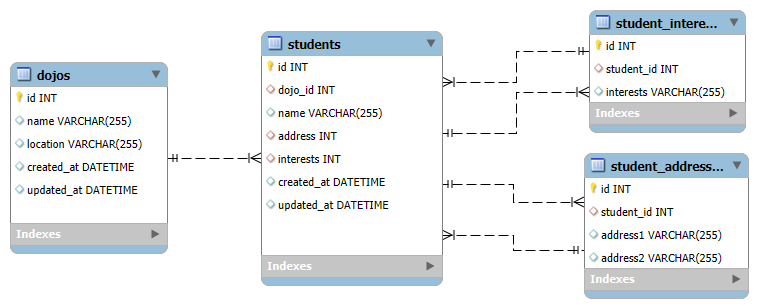 dojos
id INT
name VARCHAR(255)
location VARCHAR(255)
created_at DATETIME
updated_at DATETIME
Indexes
students
id INT
dojo_id INT
name VARCHAR(255)
address INT
interests INT
created_at DATETIME
updated_at DATETIME
Indexes
student_intere...
id INT
student_id INT
interests VARCHAR(255)
Indexes
student_address...
id INT
student_id INT
address1 VARCHAR(255)
address2 VARCHAR(255)
Indexes